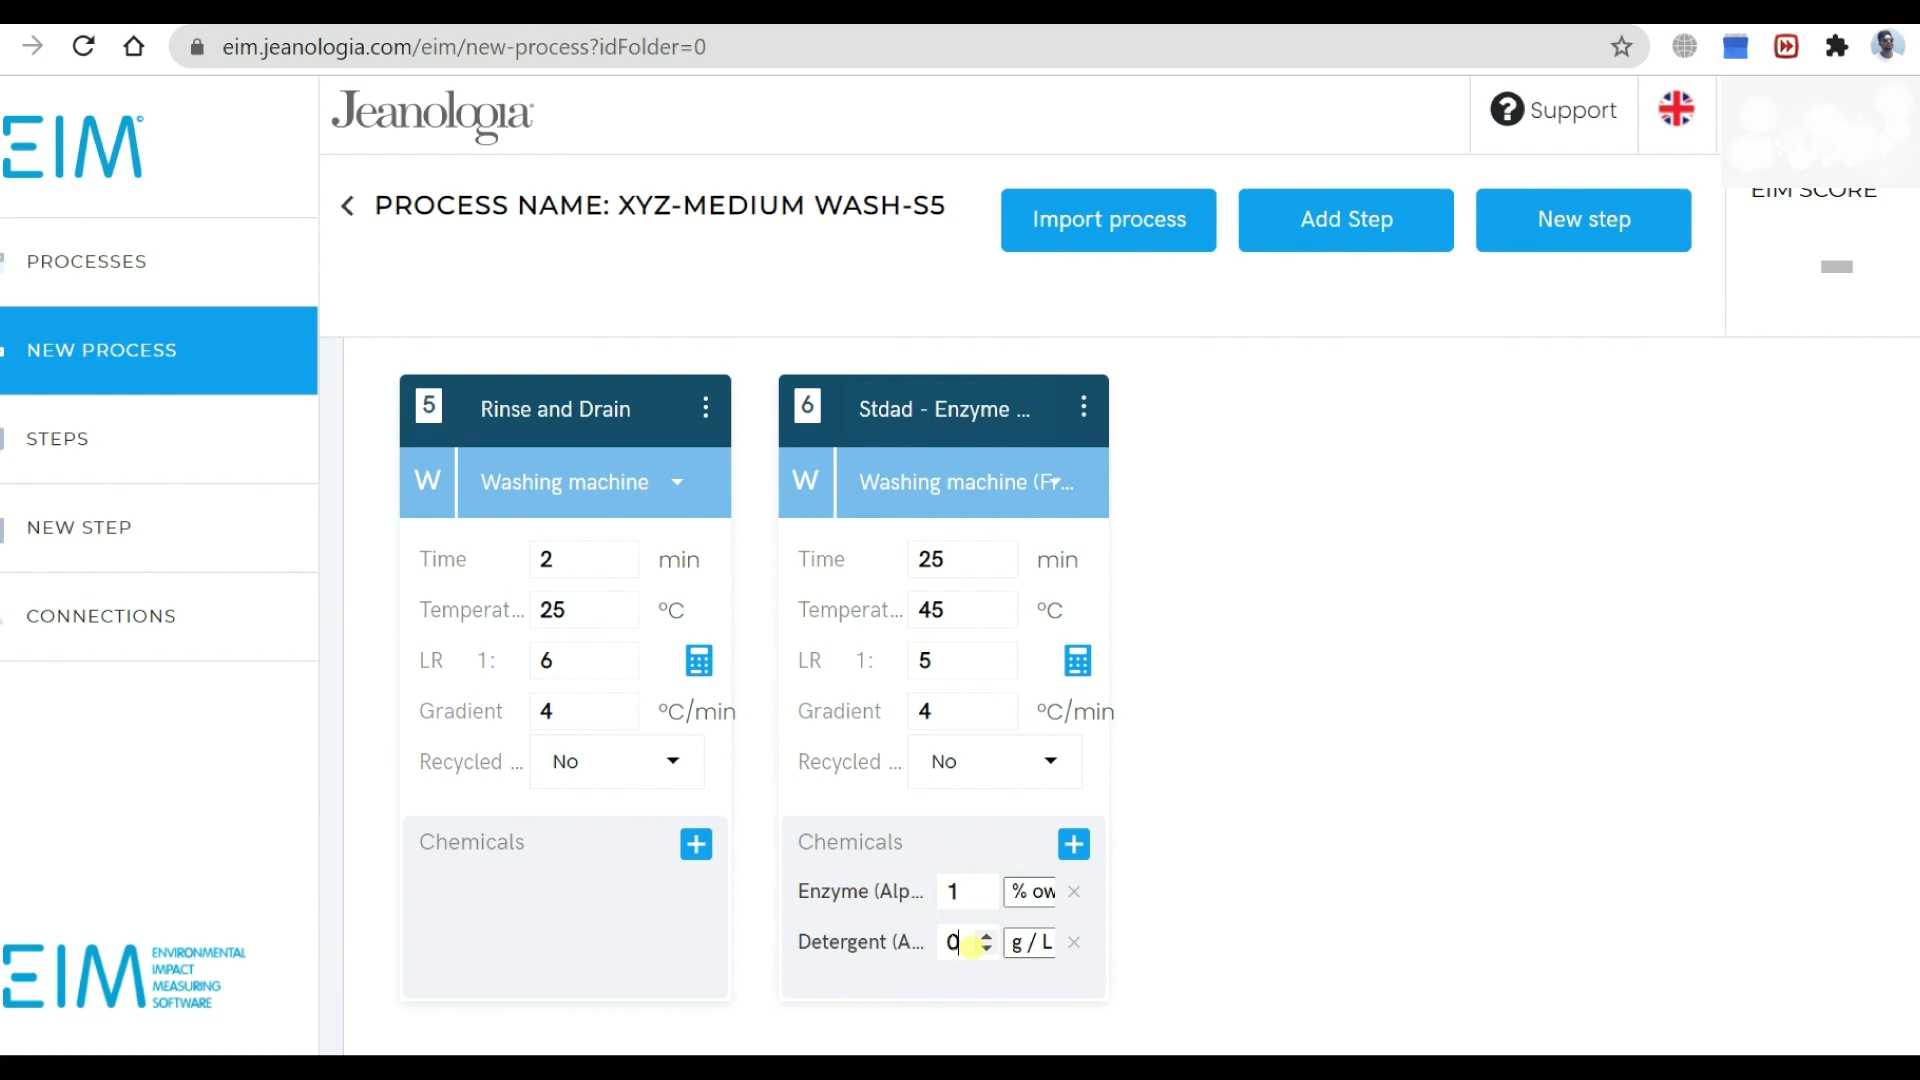 eim.jeanologia.com/eim/new-process?idFolder=0
EIM
Jeanologia
Support
PROCESS NAME: XYZ-MEDIUM WASH-S5
Import process
Add Step
New step
EIM SCORE
PROCESSES
NEW PROCESS
STEPS
NEW STEP
CONNECTIONS
5 Rinse and Drain
W Washing machine
Time 2 min
Temperat... 25 ºC
LR 1: 6
Gradient 4 ºC/min
Recycled ... No
Chemicals
6 Stdad - Enzyme ...
W Washing machine (Fr...
Time 25 min
Temperat... 45 ºC
LR 1: 5
Gradient 4 ºC/min
Recycled ... No
Chemicals
Enzyme (Alp... 1 % ow
Detergent (A... 0 g / L
EIM ENVIRONMENTAL
IMPACT
MEASURING
SOFTWARE